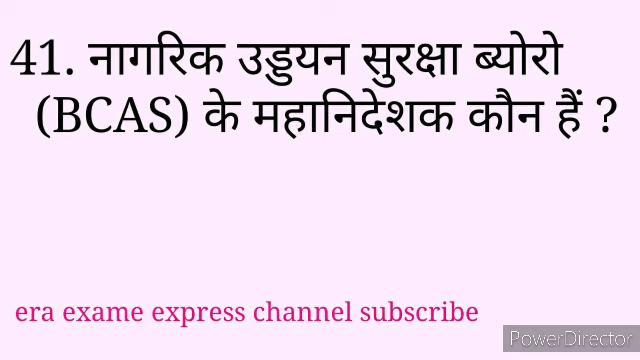 41. नागरिक उड्डयन सुरक्षा ब्योरो
(BCAS) के महानिदेशक कौन हैं ?
era exame express channel subscribe
PowerDirector